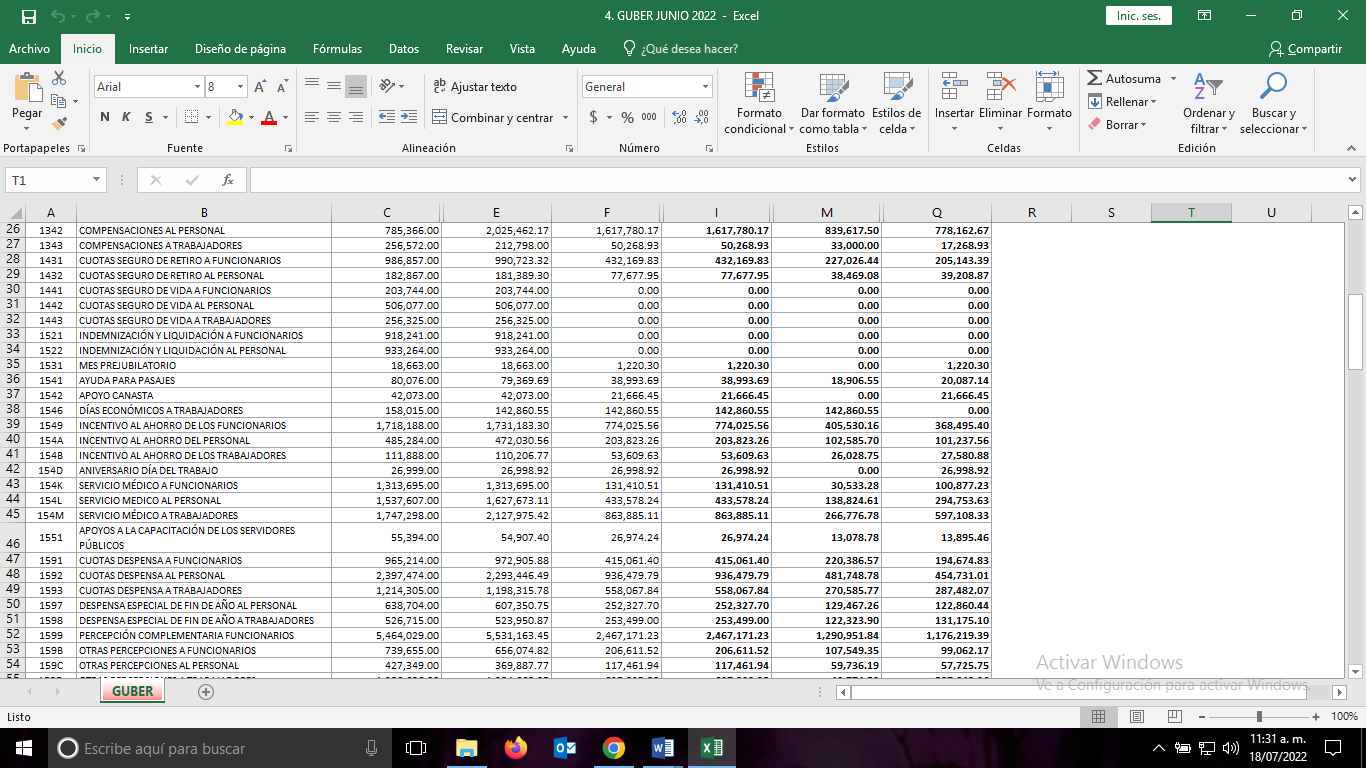 4. GUBER JUNIO 2022 - Excel
Inic. ses.
Archivo Inicio Insertar Diseño de página Fórmulas Datos Revisar Vista Ayuda ¿Qué desea hacer? Compartir
Pegar
Portapapeles
Arial 8
N K S
Fuente
Ajustar texto
Combinar y centrar
Alineación
General
$ % 000
Número
Formato condicional
Dar formato como tabla
Estilos de celda
Estilos
Insertar Eliminar Formato
Celdas
Autosuma
Rellenar
Borrar
Ordenar y filtrar
Buscar y seleccionar
Edición
T1 fx
A B C E F I M Q R S T U
26 1342 COMPENSACIONES AL PERSONAL 785,366.00 2,025,462.17 1,617,780.17 1,617,780.17 839,617.50 778,162.67
27 1343 COMPENSACIONES A TRABAJADORES 256,572.00 212,798.00 50,268.93 50,268.93 33,000.00 17,268.93
28 1431 CUOTAS SEGURO DE RETIRO A FUNCIONARIOS 986,857.00 990,723.32 432,169.83 432,169.83 227,026.44 205,143.39
29 1432 CUOTAS SEGURO DE RETIRO AL PERSONAL 182,867.00 181,389.30 77,677.95 77,677.95 38,469.08 39,208.87
30 1441 CUOTAS SEGURO DE VIDA A FUNCIONARIOS 203,744.00 203,744.00 0.00 0.00 0.00 0.00
31 1442 CUOTAS SEGURO DE VIDA AL PERSONAL 506,077.00 506,077.00 0.00 0.00 0.00 0.00
32 1443 CUOTAS SEGURO DE VIDA A TRABAJADORES 256,325.00 256,325.00 0.00 0.00 0.00 0.00
33 1521 INDEMNIZACIÓN Y LIQUIDACIÓN A FUNCIONARIOS 918,241.00 918,241.00 0.00 0.00 0.00 0.00
34 1522 INDEMNIZACIÓN Y LIQUIDACIÓN AL PERSONAL 933,264.00 933,264.00 0.00 0.00 0.00 0.00
35 1531 MES PREJUBILATORIO 18,663.00 18,663.00 1,220.30 1,220.30 0.00 1,220.30
36 1541 AYUDA PARA PASAJES 80,076.00 79,369.69 38,993.69 38,993.69 18,906.55 20,087.14
37 1542 APOYO CANASTA 42,073.00 42,073.00 21,666.45 21,666.45 0.00 21,666.45
38 1546 DÍAS ECONÓMICOS A TRABAJADORES 158,015.00 142,860.55 142,860.55 142,860.55 142,860.55 0.00
39 1549 INCENTIVO AL AHORRO DE LOS FUNCIONARIOS 1,718,188.00 1,731,183.30 774,025.56 774,025.56 405,530.16 368,495.40
40 154A INCENTIVO AL AHORRO DEL PERSONAL 485,284.00 472,030.56 203,823.26 203,823.26 102,585.70 101,237.56
41 154B INCENTIVO AL AHORRO DE LOS TRABAJADORES 111,888.00 110,206.77 53,609.63 53,609.63 26,028.75 27,580.88
42 154D ANIVERSARIO DÍA DEL TRABAJO 26,999.00 26,998.92 26,998.92 26,998.92 0.00 26,998.92
43 154K SERVICIO MÉDICO A FUNCIONARIOS 1,313,695.00 1,313,695.00 131,410.51 131,410.51 30,533.28 100,877.23
44 154L SERVICIO MEDICO AL PERSONAL 1,537,607.00 1,627,673.11 433,578.24 433,578.24 138,824.61 294,753.63
45 154M SERVICIO MÉDICO A TRABAJADORES 1,747,298.00 2,127,975.42 863,885.11 863,885.11 266,776.78 597,108.33
46 1551 APOYOS A LA CAPACITACIÓN DE LOS SERVIDORES PÚBLICOS 55,394.00 54,907.40 26,974.24 26,974.24 13,078.78 13,895.46
47 1591 CUOTAS DESPENSA A FUNCIONARIOS 965,214.00 972,905.88 415,061.40 415,061.40 220,386.57 194,674.83
48 1592 CUOTAS DESPENSA AL PERSONAL 2,397,474.00 2,293,446.49 936,479.79 936,479.79 481,748.78 454,731.01
49 1593 CUOTAS DESPENSA A TRABAJADORES 1,214,305.00 1,198,315.78 558,067.84 558,067.84 270,585.77 287,482.07
50 1597 DESPENSA ESPECIAL DE FIN DE AÑO AL PERSONAL 638,704.00 607,350.75 252,327.70 252,327.70 129,467.26 122,860.44
51 1598 DESPENSA ESPECIAL DE FIN DE AÑO A TRABAJADORES 526,715.00 523,950.87 253,499.00 253,499.00 122,323.90 131,175.10
52 1599 PERCEPCIÓN COMPLEMENTARIA FUNCIONARIOS 5,464,029.00 5,531,163.45 2,467,171.23 2,467,171.23 1,290,951.84 1,176,219.39
53 159B OTRAS PERCEPCIONES A FUNCIONARIOS 739,655.00 656,074.82 206,611.52 206,611.52 107,549.35 99,062.17
54 159C OTRAS PERCEPCIONES AL PERSONAL 427,349.00 369,887.77 117,461.94 117,461.94 59,736.19 57,725.75
Activar Windows
Ve a Configuración para activar Windows.
GUBER
Listo 100%
Escribe aquí para buscar
11:31 a. m.
18/07/2022